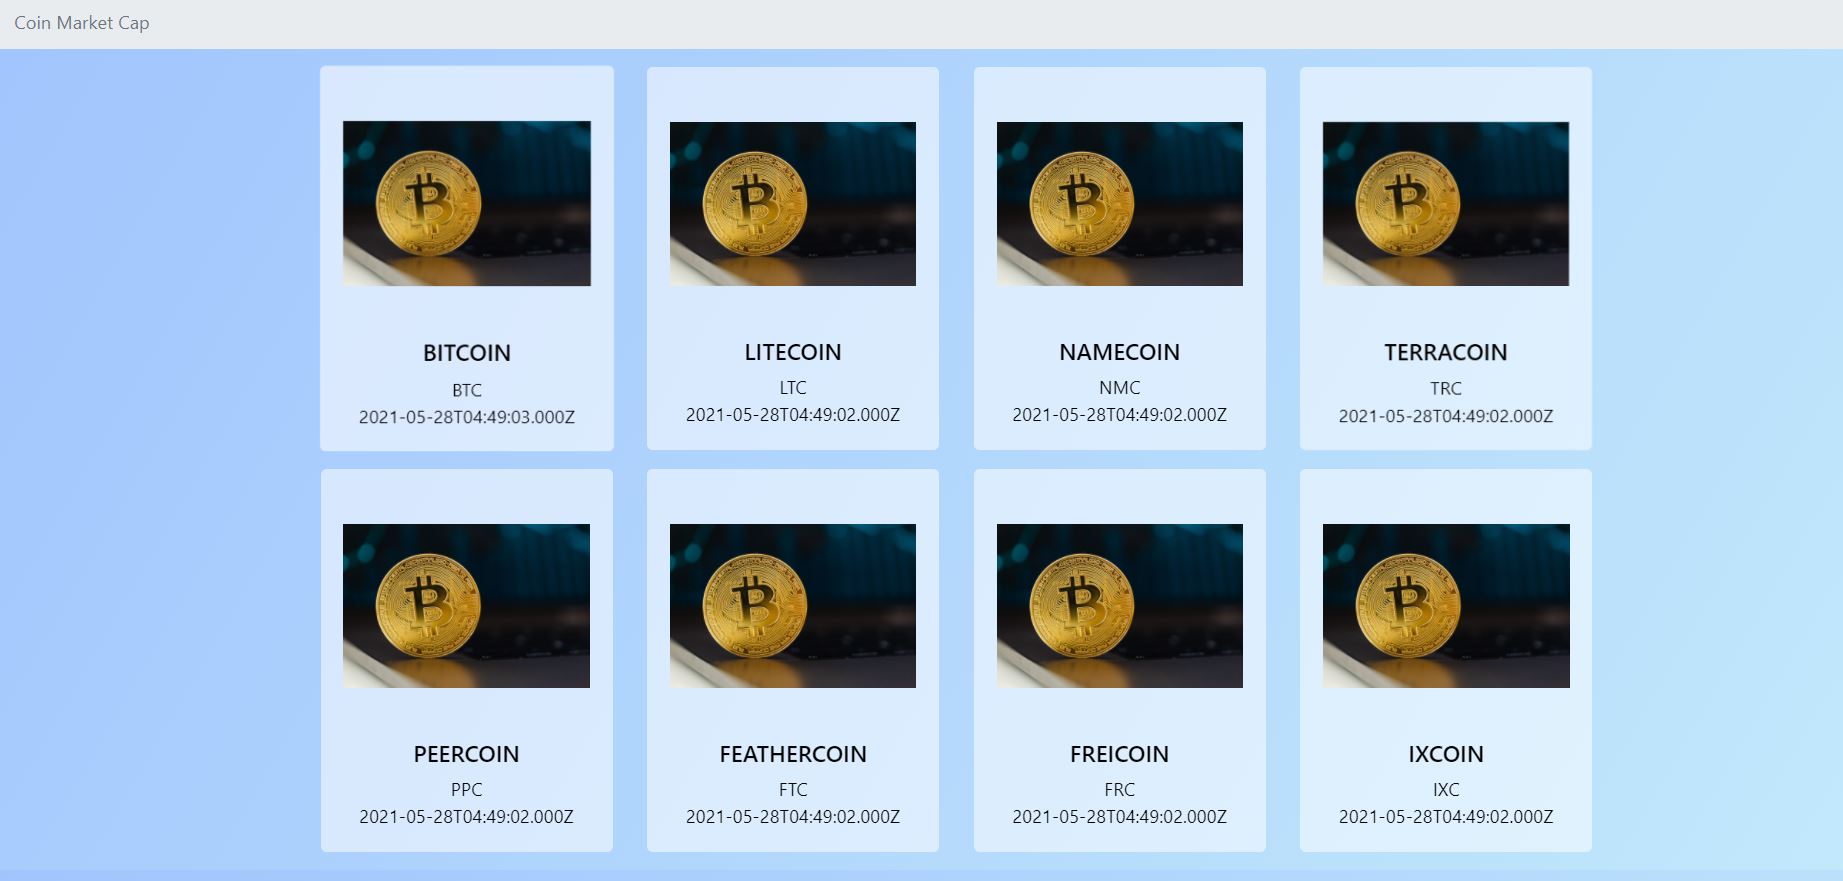 Coin Market Cap
BITCOIN
BTC
2021-05-28T04:49:03.000Z
LITECOIN
LTC
2021-05-28T04:49:02.000Z
NAMECOIN
NMC
2021-05-28T04:49:02.000Z
TERRACOIN
TRC
2021-05-28T04:49:02.000Z
PEERCOIN
PPC
2021-05-28T04:49:02.000Z
FEATHERCOIN
FTC
2021-05-28T04:49:02.000Z
FREICOIN
FRC
2021-05-28T04:49:02.000Z
IXCOIN
IXC
2021-05-28T04:49:02.000Z